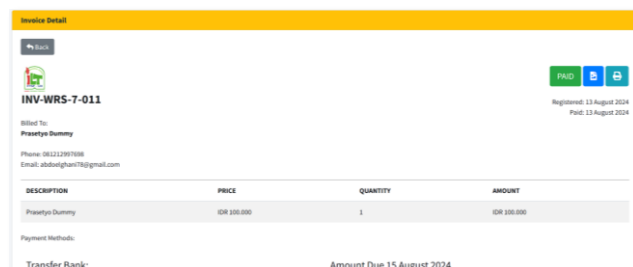 Invoice Detail
Back
PAID
INV-WRS-7-011
Registered: 13 August 2024
Paid: 13 August 2024
Billed To:
Prasetyo Dummy
Phone: 081212997698
Email: abdoelghani78@gmail.com
DESCRIPTION PRICE QUANTITY AMOUNT
Prasetyo Dummy IDR 100.000 1 IDR 100.000
Payment Methods:
Transfer Bank: Amount Due 15 August 2024